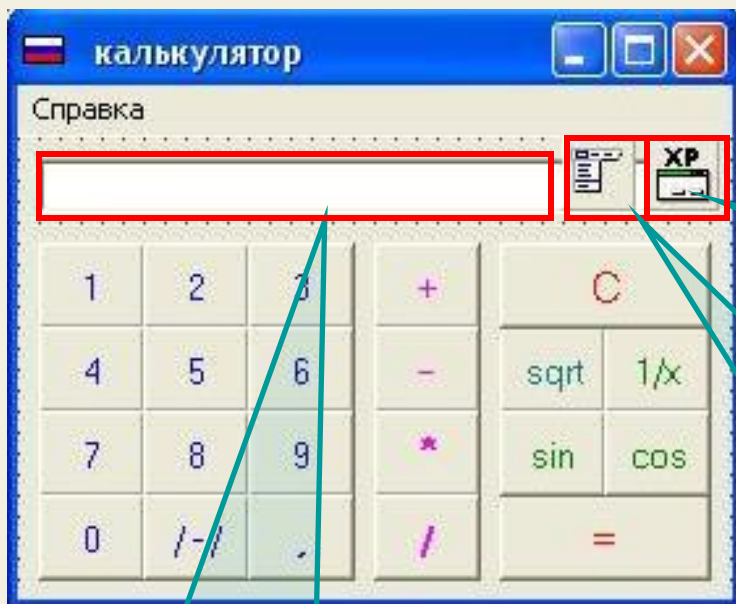 калькулятор
Справка
XP
1 2 3 + C
4 5 6 - sqrt 1/x
7 8 9 * sin cos
0 /-/ , / =